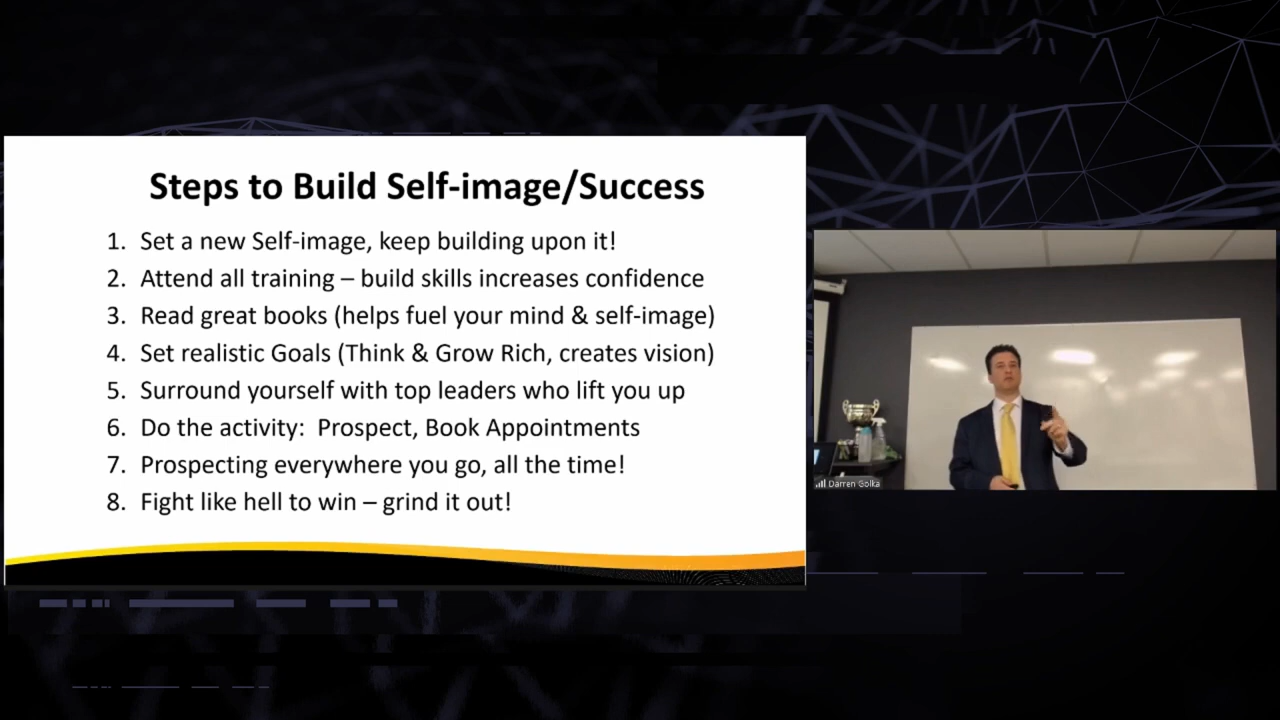 Steps to Build Self-image/Success
1. Set a new Self-image, keep building upon it!
2. Attend all training – build skills increases confidence
3. Read great books (helps fuel your mind & self-image)
4. Set realistic Goals (Think & Grow Rich, creates vision)
5. Surround yourself with top leaders who lift you up
6. Do the activity:  Prospect, Book Appointments
7. Prospecting everywhere you go, all the time!
8. Fight like hell to win – grind it out!
Darren Golka